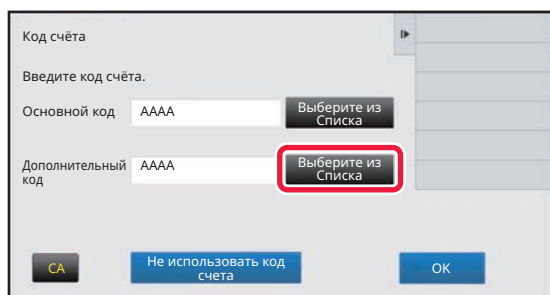 Код счёта
Введите код счёта.
Основной код
AAAA
Выберите из
Списка
Дополнительный
код
AAAA
Выберите из
Списка
CA
Не использовать код
счета
OK